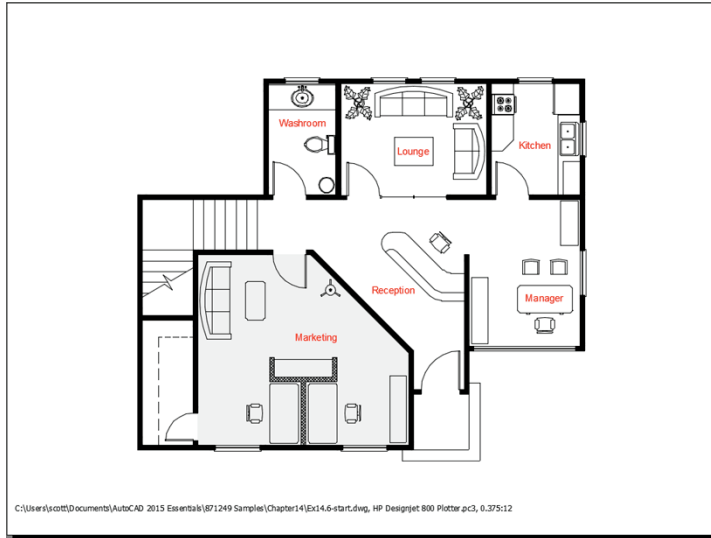 Washroom
Lounge
Kitchen
Reception
Manager
Marketing
C:\Users\scott\Documents\AutoCAD 2015 Essentials\871249 Samples\Chapter14\Ex14.6-start.dwg, HP Designjet 800 Plotter.pc3, 0.375:12